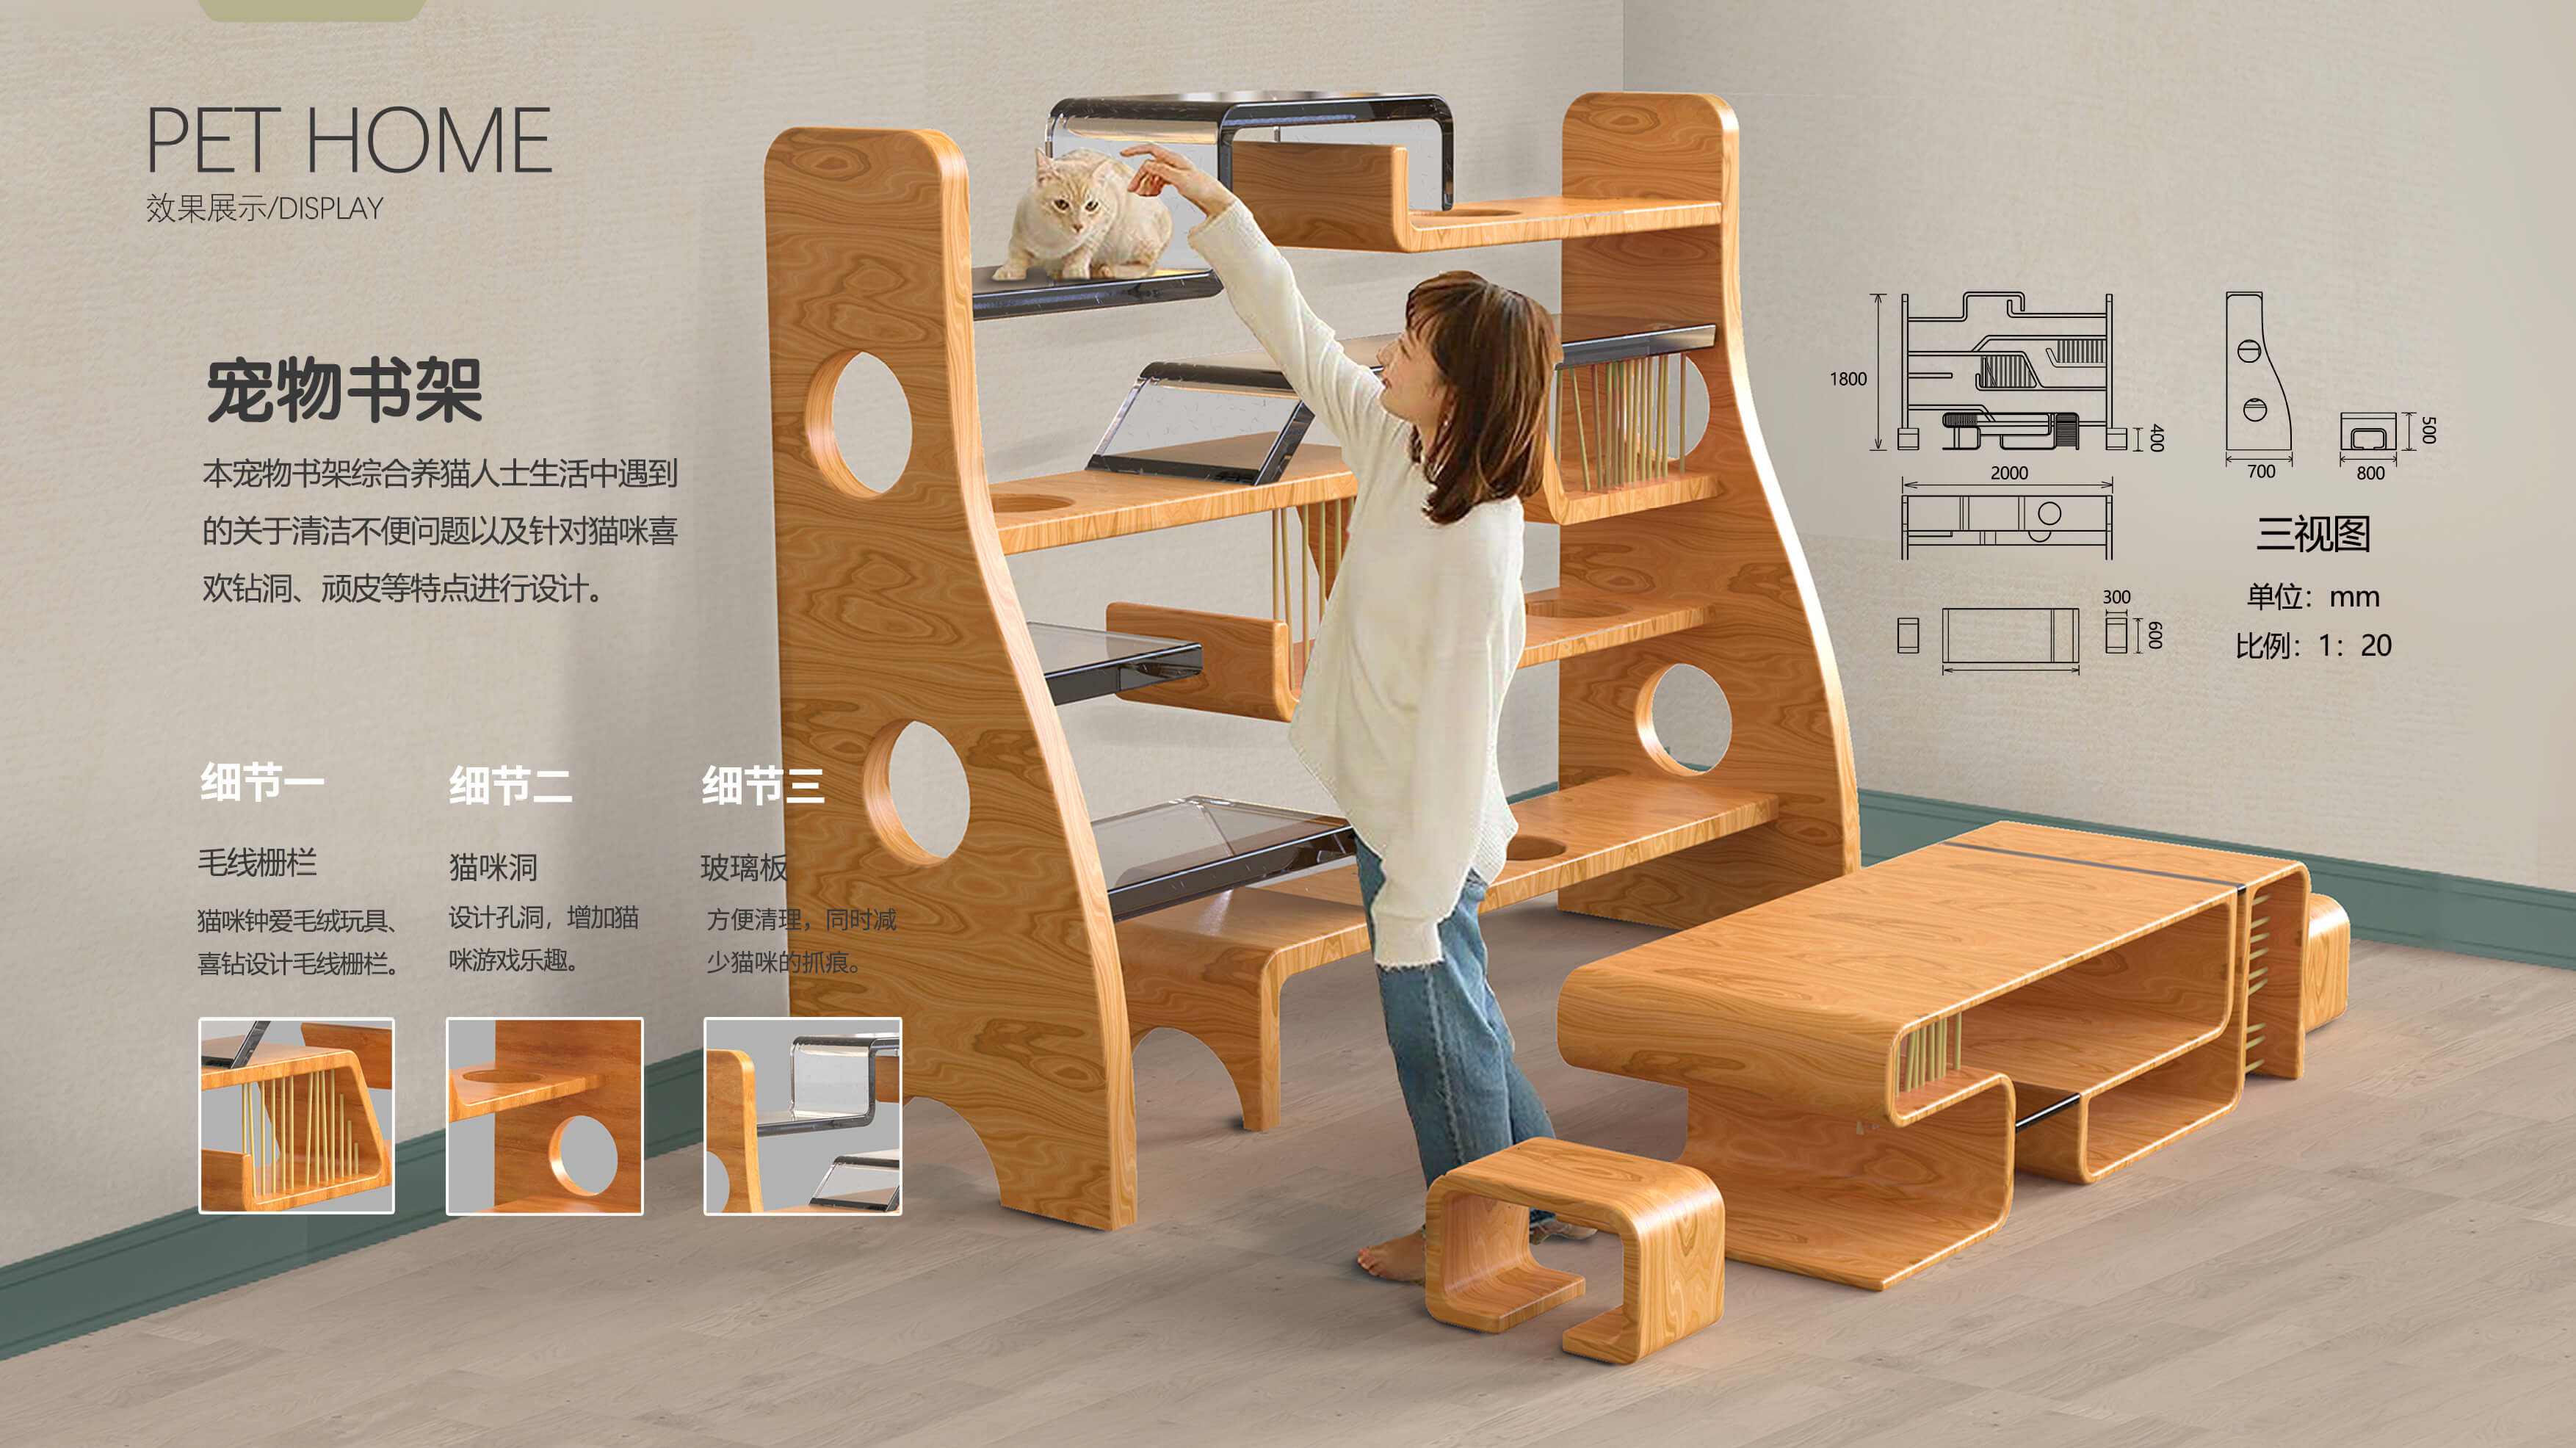 PET HOME
效果展示/DISPLAY
宠物书架
本宠物书架综合养猫人士生活中遇到
的关于清洁不便问题以及针对猫咪喜
欢钻洞、顽皮等特点进行设计。
细节一
毛线栅栏
猫咪钟爱毛绒玩具、
喜钻设计毛线栅栏。
细节二
猫咪洞
设计孔洞，增加猫
咪游戏乐趣。
细节三
玻璃板
方便清理，同时减
少猫咪的抓痕。
1800
400
2000
700
500
800
300
600
三视图
单位：mm
比例：1：20